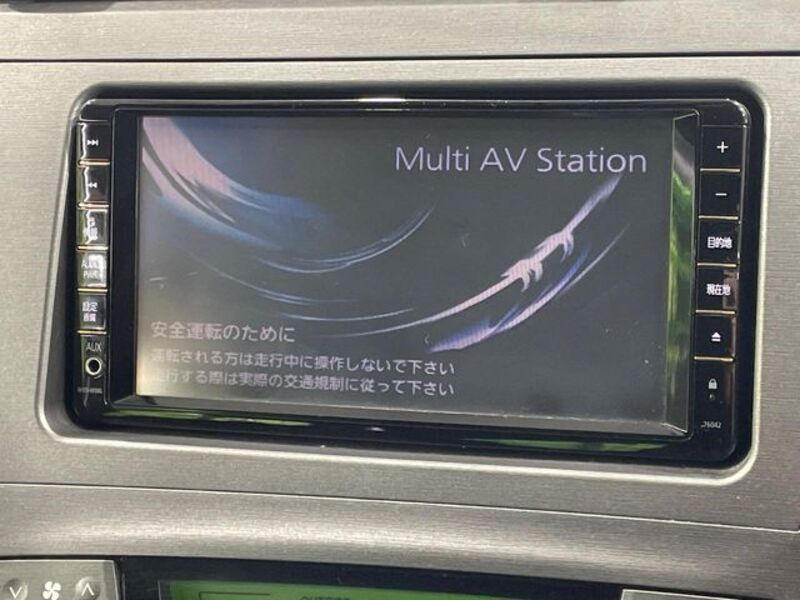 Multi AV Station
安全運転のために
運転される方は走行中に操作しないで下さい
走行する際は実際の交通規制に従って下さい
目的地
現在地
設定
AUX
76042